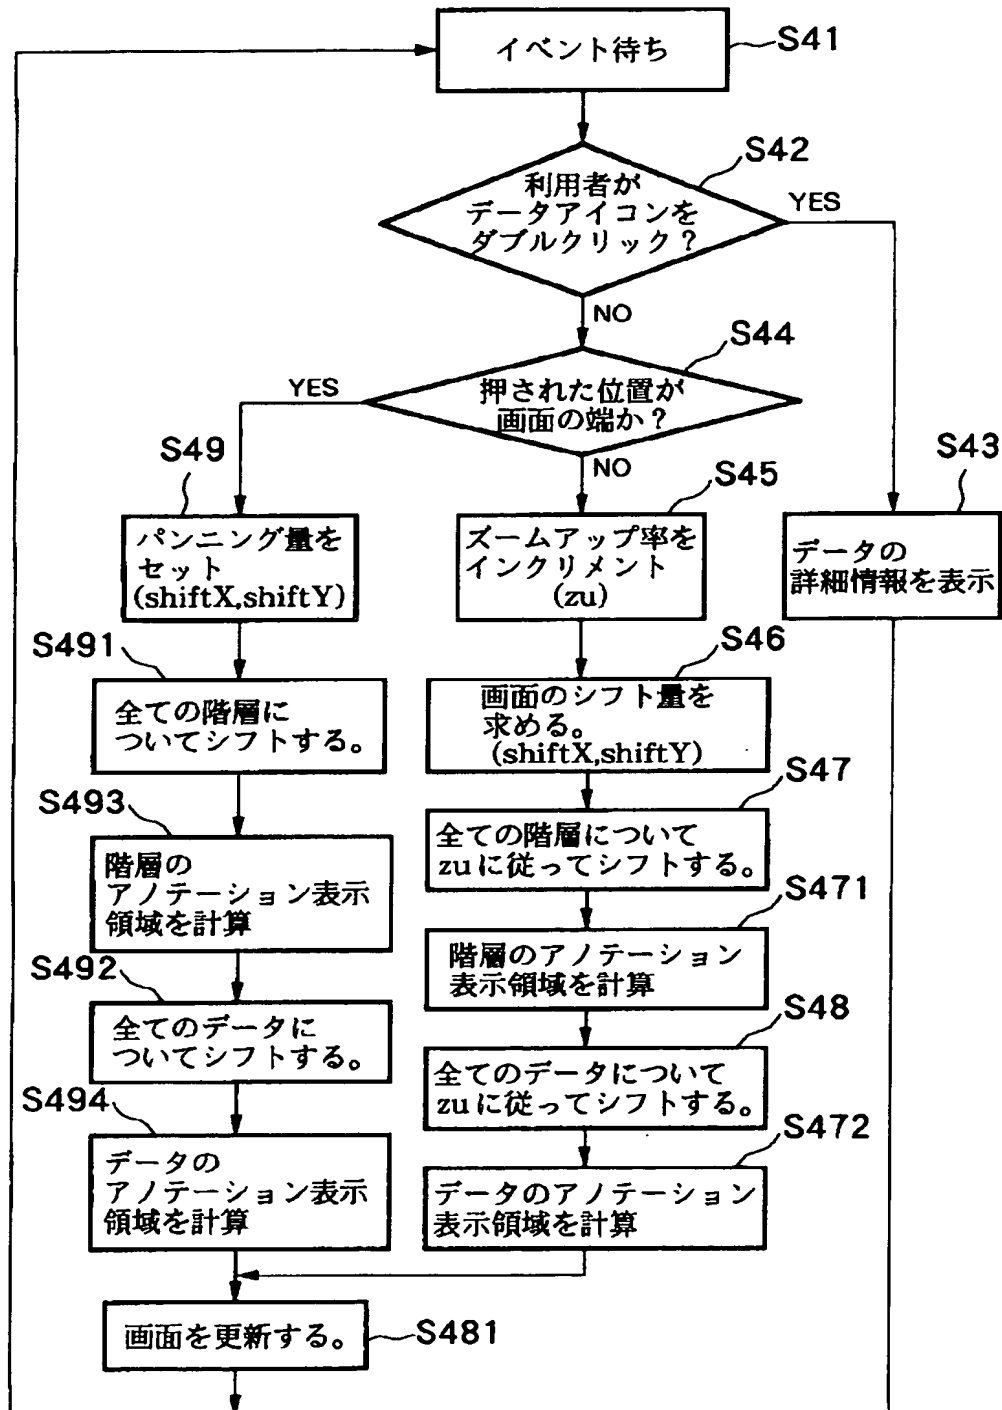 イベント待ち
S41
S42
利用者が
データアイコンを
ダブルクリック?
YES
NO
S44
押された位置が
画面の端か?
YES
NO
S49
パンニング量を
セット
(shiftX,shiftY)
S45
ズームアップ率を
インクリメント
(zu)
S43
データの
詳細情報を表示
S491
全ての階層に
ついてシフトする。
S46
画面のシフト量を
求める。
(shiftX,shiftY)
S493
階層の
アノテーション表示
領域を計算
S47
全ての階層について
zuに従ってシフトする。
S471
階層のアノテーション
表示領域を計算
S492
全てのデータに
ついてシフトする。
S48
全てのデータについて
zuに従ってシフトする。
S494
データの
アノテーション表示
領域を計算
S472
データのアノテーション
表示領域を計算
画面を更新する。
S481